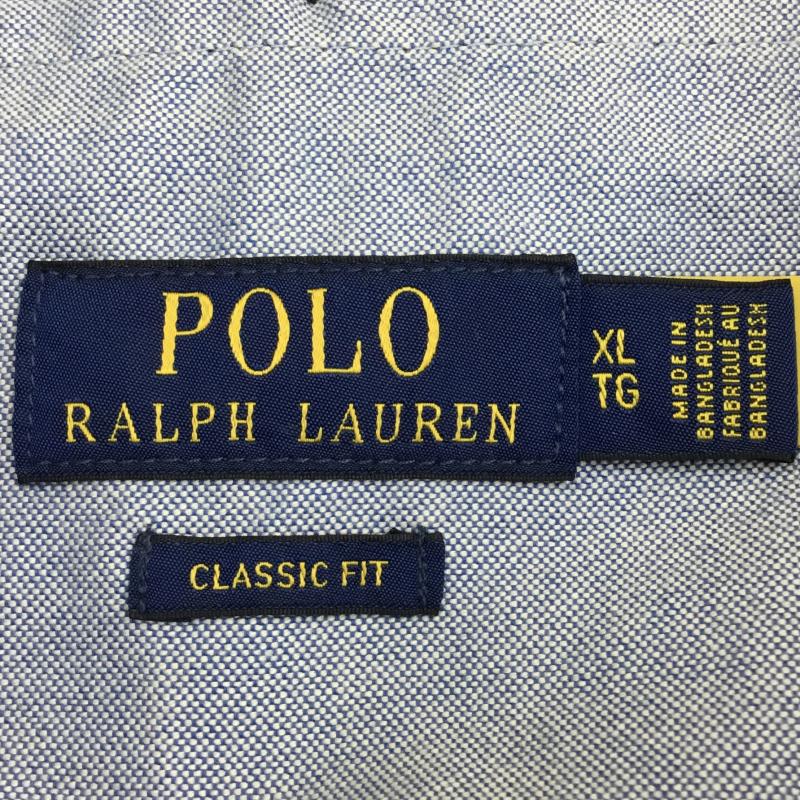 POLO
RALPH LAUREN
XL
TG
MADE IN
BANGLADESH
FABRIQUÉ AU
BANGLADESH
CLASSIC FIT